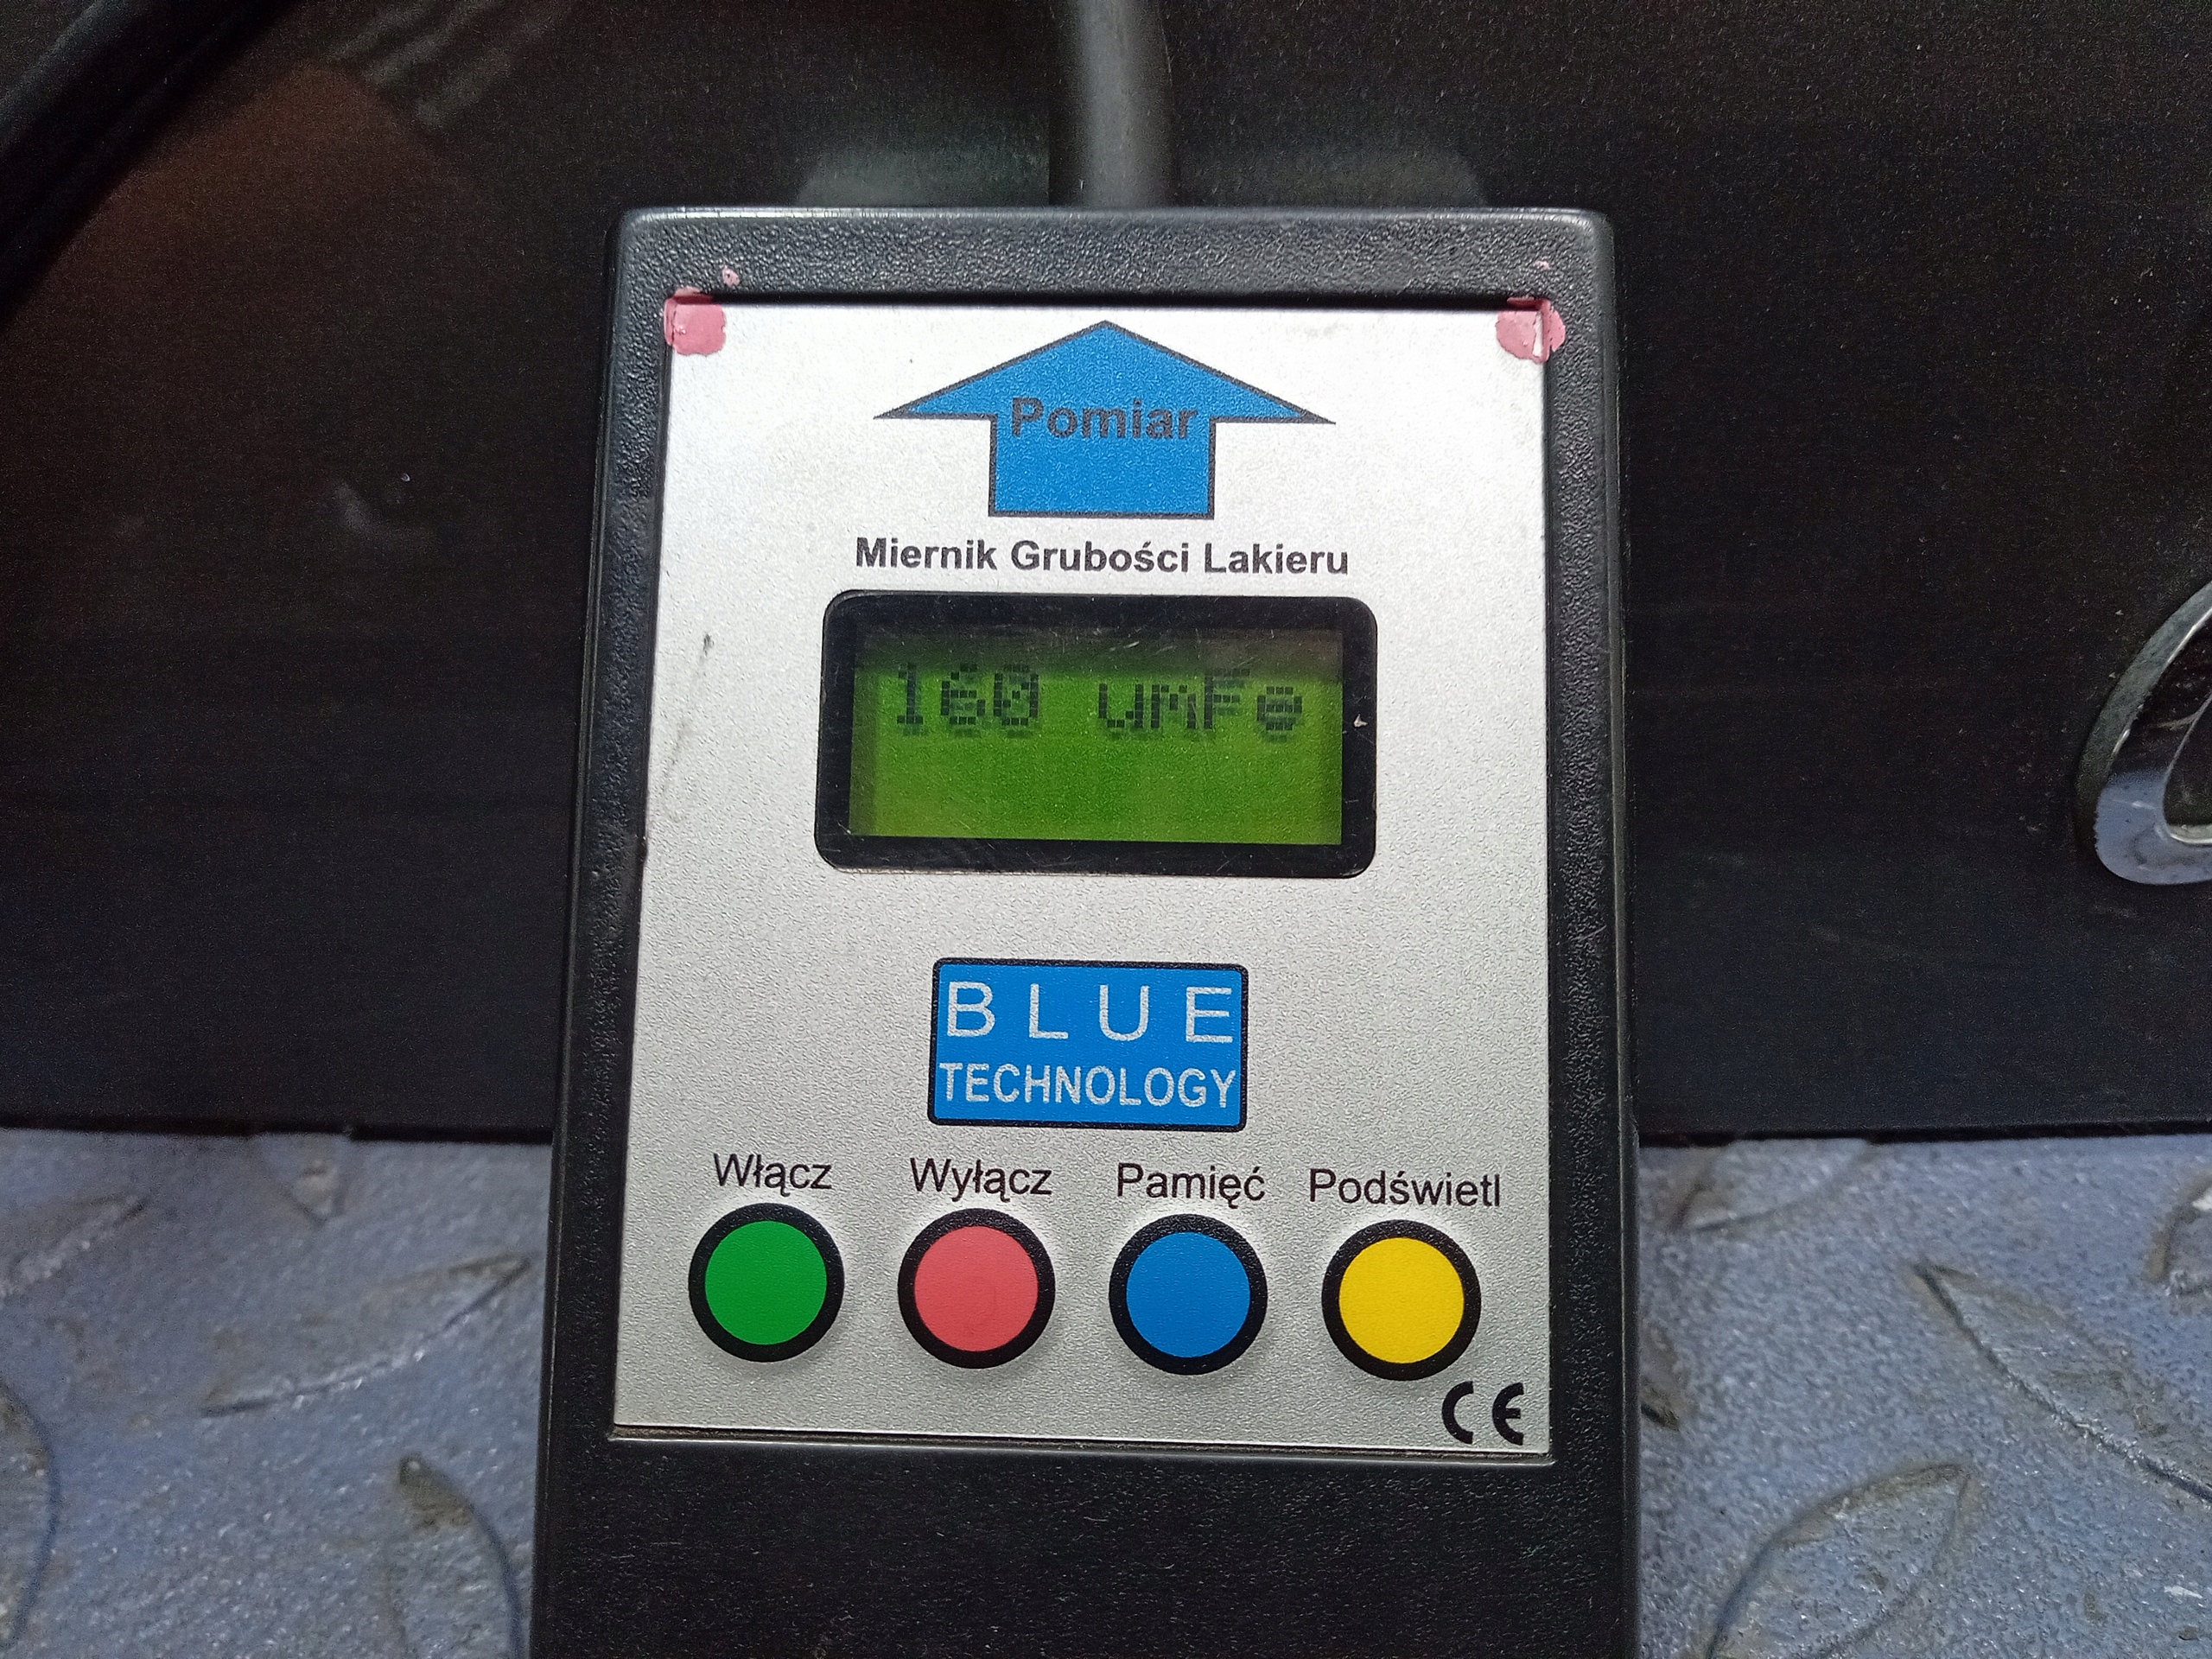 Pomiar
Miernik Grubości Lakieru
160 umFe
BLUE
TECHNOLOGY
Włącz Wyłącz Pamięć Podświetl
CE